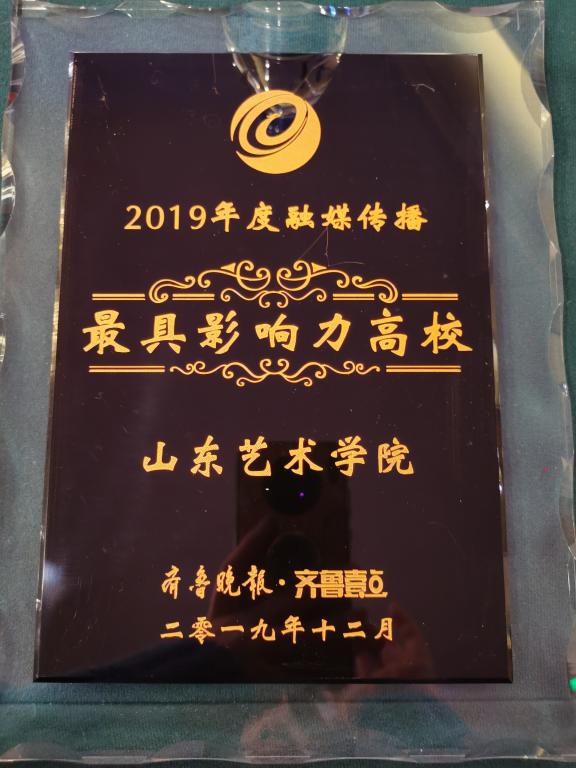 2019年度融媒传播
最具影响力高校
山东艺术学院
齐鲁晚报·齐鲁壹点
二零一九年十二月